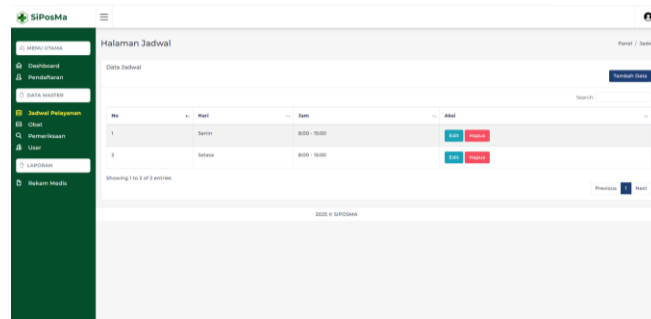 SiPosMa
Halaman Jadwal
Panel / Jadw
MENU UTAMA
Dashboard
Pendaftaran
DATA MASTER
Jadwal Pelayanan
Obat
Pemeriksaan
User
LAPORAN
Rekam Medis
Data Jadwal
Tambah Data
Search:
No Hari Jam Aksi
1 Senin 8:00 - 15:00 Edit Hapus
2 Selasa 8:00 - 15:00 Edit Hapus
Showing 1 to 2 of 2 entries
Previous 1 Next
2025 © SIPOSMA